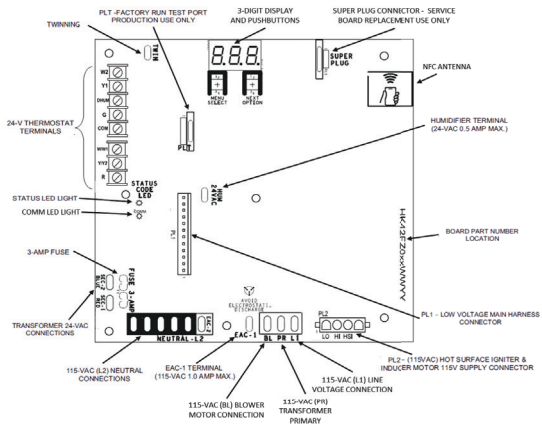 PLT -FACTORY RUN TEST PORT
PRODUCTION USE ONLY
3-DIGIT DISPLAY
AND PUSHBUTTONS
SUPER PLUG CONNECTOR - SERVICE
BOARD REPLACEMENT USE ONLY
TWINNING
TWIN
8.8.8.
SUPER
PLUG
NFC ANTENNA
MENU
SELECT
NEXT
OPTION
W2
Y1
DHUM
G
COM
W/W1
Y/Y2
R
24-V THERMOSTAT
TERMINALS
PLT
HUMIDIFIER TERMINAL
(24-VAC 0.5 AMP MAX.)
STATUS
CODE
LED
HUM
24VAC
STATUS LED LIGHT
COMM LED LIGHT
COMM
PL1
BOARD PART NUMBER
LOCATION
3-AMP FUSE
FUSE 3-AMP
SEC-2
BLUE
SEC-1
RED
TRANSFORMER 24-VAC
CONNECTIONS
AVOID
ELECTROSTATIC
DISCHARGE
PL1 – LOW VOLTAGE MAIN HARNESS
CONNECTOR
NEUTRAL-L2
EAC-2
EAC-1
BL PR L1
PL2
LO HI HSI
115-VAC (L2) NEUTRAL
CONNECTIONS
EAC-1 TERMINAL
(115-VAC 1.0 AMP MAX.)
PL2 – (115VAC) HOT SURFACE IGNITER &
INDUCER MOTOR 115V SUPPLY CONNECTOR
115-VAC (L1) LINE
VOLTAGE CONNECTION
115-VAC (BL) BLOWER
MOTOR CONNECTION
115-VAC (PR)
TRANSFORMER
PRIMARY